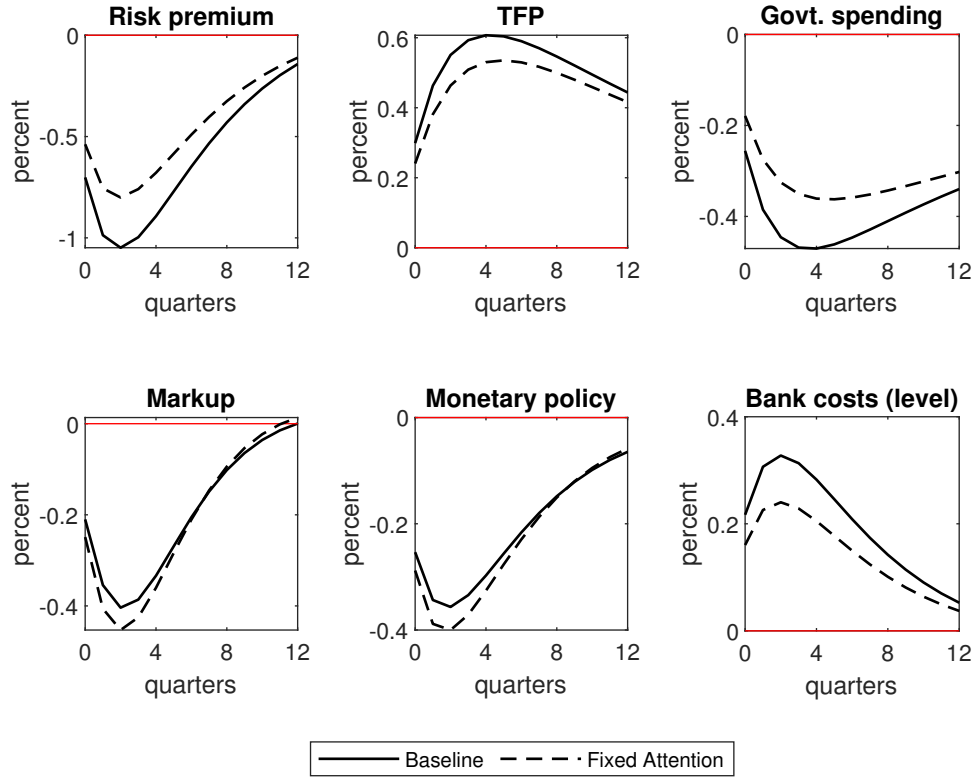 Risk premium
0
-0.5
-1
percent
0 4 8 12
quarters
TFP
0.6
0.4
0.2
0
percent
0 4 8 12
quarters
Govt. spending
0
-0.2
-0.4
percent
0 4 8 12
quarters
Markup
0
-0.2
-0.4
percent
0 4 8 12
quarters
Monetary policy
0
-0.2
-0.4
percent
0 4 8 12
quarters
Bank costs (level)
0.4
0.2
0
percent
0 4 8 12
quarters
Baseline Fixed Attention